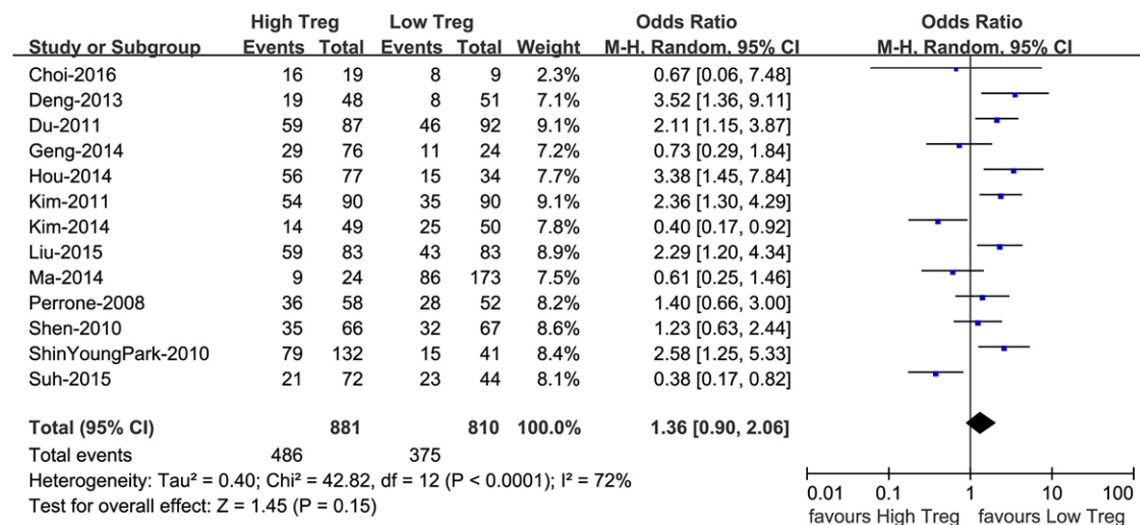 High Treg Low Treg Odds Ratio Odds Ratio
Study or Subgroup Events Total Events Total Weight M-H, Random, 95% CI M-H, Random, 95% CI
Choi-2016 16 19 8 9 2.3% 0.67 [0.06, 7.48]
Deng-2013 19 48 8 51 7.1% 3.52 [1.36, 9.11]
Du-2011 59 87 46 92 9.1% 2.11 [1.15, 3.87]
Geng-2014 29 76 11 24 7.2% 0.73 [0.29, 1.84]
Hou-2014 56 77 15 34 7.7% 3.38 [1.45, 7.84]
Kim-2011 54 90 35 90 9.1% 2.36 [1.30, 4.29]
Kim-2014 14 49 25 50 7.8% 0.40 [0.17, 0.92]
Liu-2015 59 83 43 83 8.9% 2.29 [1.20, 4.34]
Ma-2014 9 24 86 173 7.5% 0.61 [0.25, 1.46]
Perrone-2008 36 58 28 52 8.2% 1.40 [0.66, 3.00]
Shen-2010 35 66 32 67 8.6% 1.23 [0.63, 2.44]
ShinYoungPark-2010 79 132 15 41 8.4% 2.58 [1.25, 5.33]
Suh-2015 21 72 23 44 8.1% 0.38 [0.17, 0.82]
Total (95% CI) 881 810 100.0% 1.36 [0.90, 2.06]
Total events 486 375
Heterogeneity: Tau² = 0.40; Chi² = 42.82, df = 12 (P < 0.0001); I² = 72%
Test for overall effect: Z = 1.45 (P = 0.15)
0.01 0.1 1 10 100
favours High Treg favours Low Treg